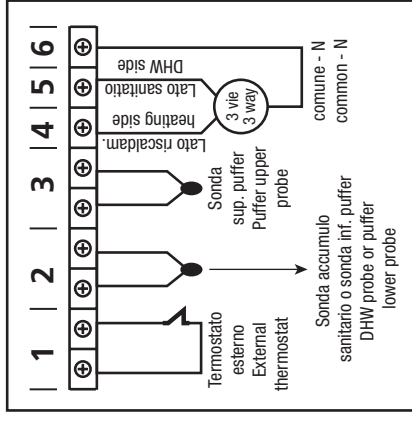 1
2
3
4
5
6
Termostato
esterno
External
thermostat
Sonda accumulo
sanitario o sonda inf. puffer
DHW probe or puffer
lower probe
Sonda
sup. puffer
Puffer upper
probe
Lato riscaldam.
heating side
Lato sanitatio
DHW side
3 vie
3 way
comune - N
common - N